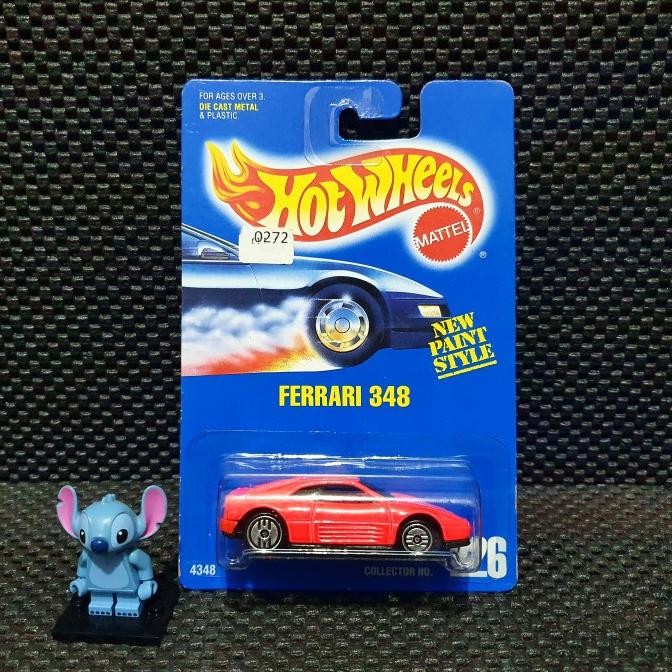 FOR AGES OVER 3.
DIE CAST METAL
& PLASTIC
HOT WHEELS
®
MATTEL
®
0272
NEW
PAINT
STYLE
FERRARI 348
4348
COLLECTOR NO.
26